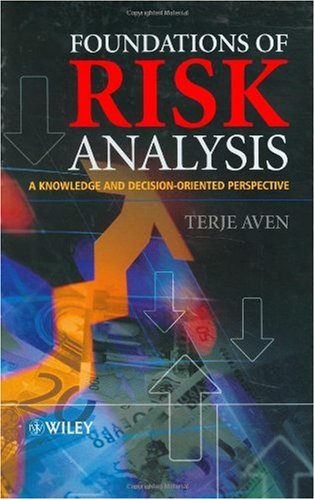 FOUNDATIONS OF
RISK
ANALYSIS
A KNOWLEDGE AND DECISION-ORIENTED PERSPECTIVE
TERJE AVEN
WILEY